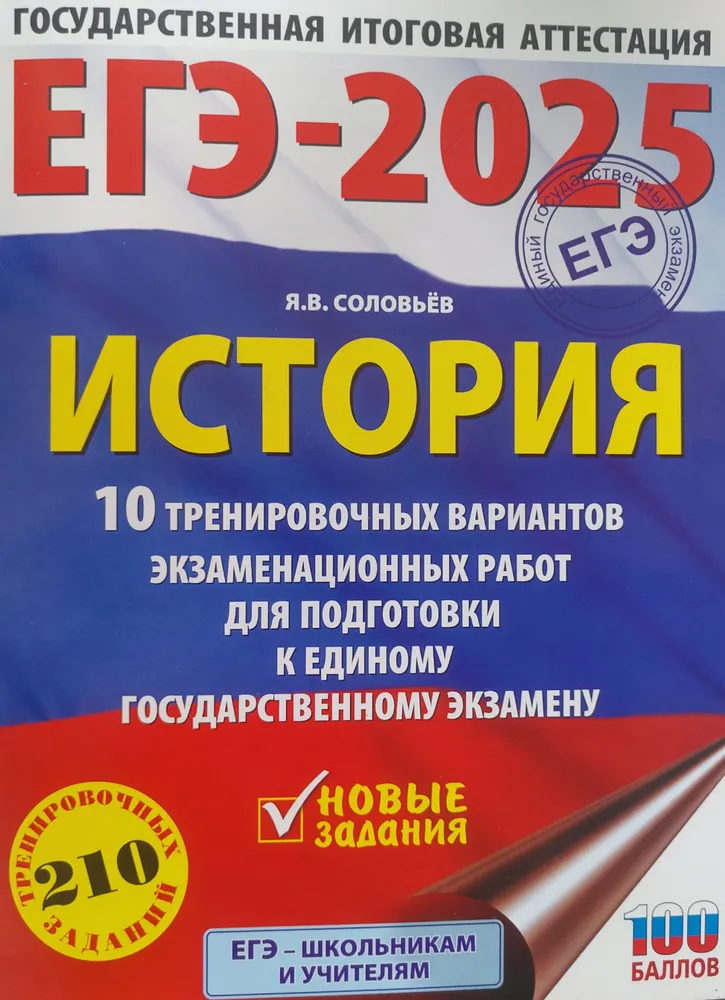 ГОСУДАРСТВЕННАЯ ИТОГОВАЯ АТТЕСТАЦИЯ
ЕГЭ-2025
ЕДИНЫЙ ГОСУДАРСТВЕННЫЙ ЭКЗАМЕН
ЕГЭ
Я.В. СОЛОВЬЁВ
ИСТОРИЯ
10 ТРЕНИРОВОЧНЫХ ВАРИАНТОВ
ЭКЗАМЕНАЦИОННЫХ РАБОТ
ДЛЯ ПОДГОТОВКИ
К ЕДИНОМУ
ГОСУДАРСТВЕННОМУ ЭКЗАМЕНУ
НОВЫЕ
ЗАДАНИЯ
ТРЕНИРОВОЧНЫХ
210
ЗАДАНИЙ
ЕГЭ – ШКОЛЬНИКАМ
И УЧИТЕЛЯМ
100
БАЛЛОВ